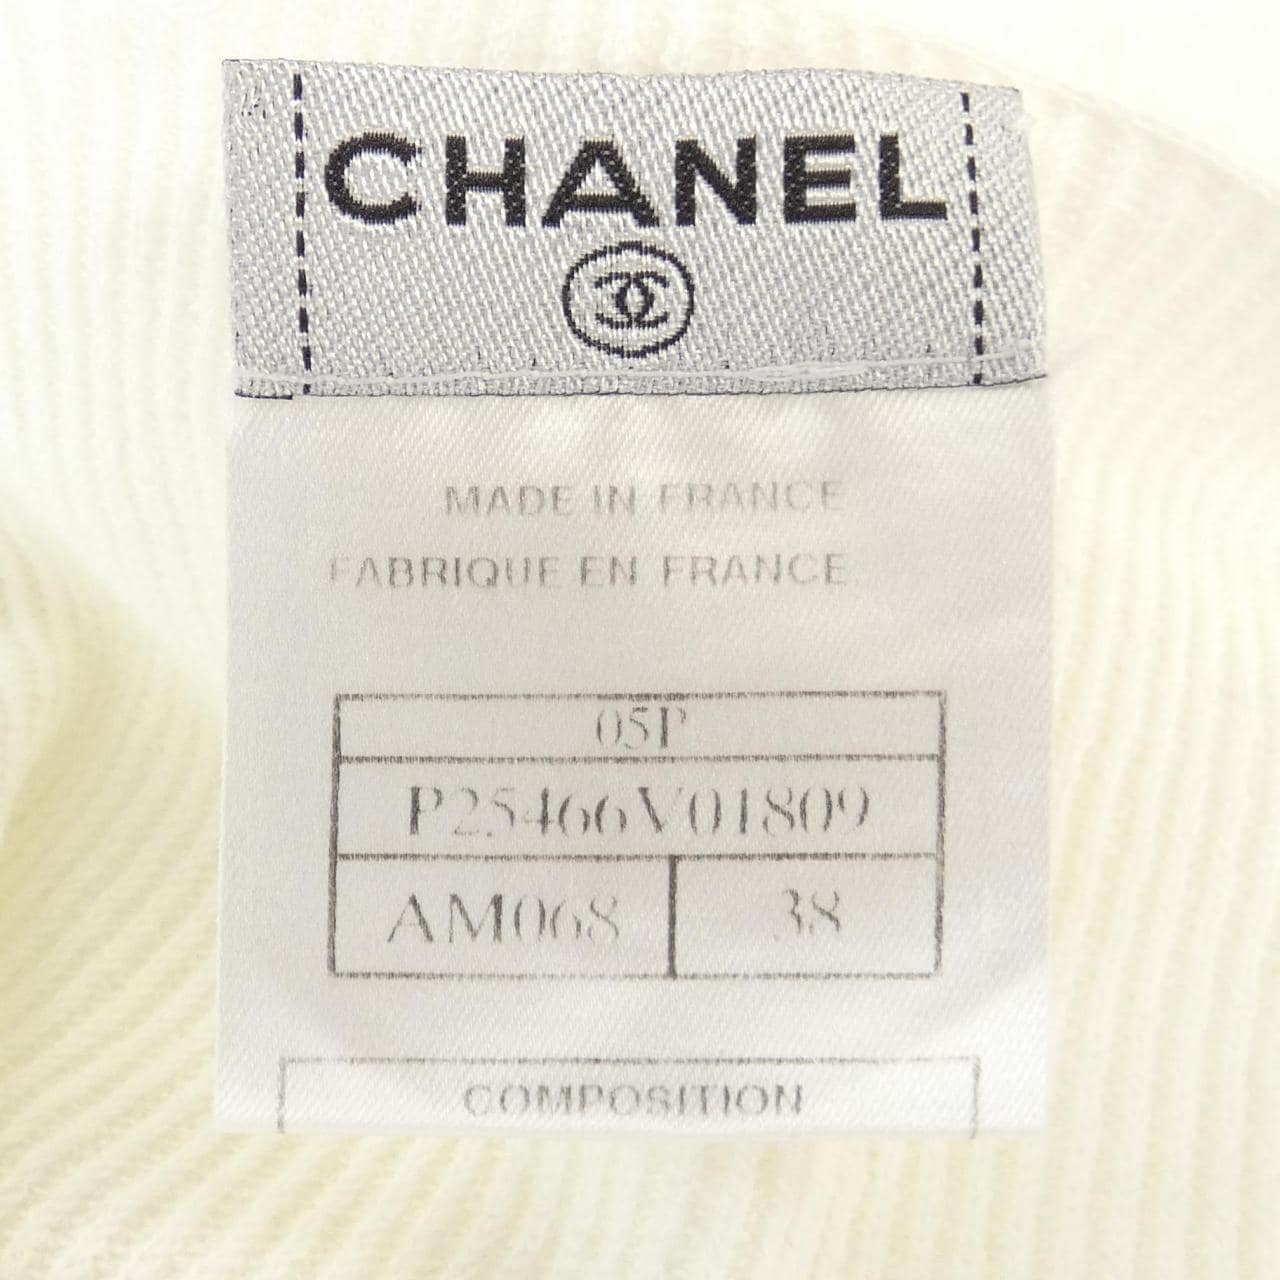 CHANEL
MADE IN FRANCE
FABRIQUE EN FRANCE
05P
P25466V01809
AM068 38
COMPOSITION